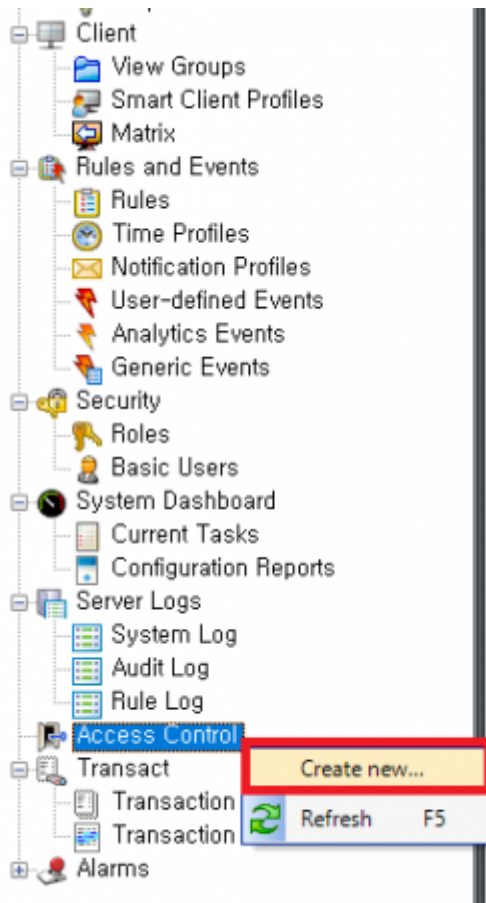 Client
View Groups
Smart Client Profiles
Matrix
Rules and Events
Rules
Time Profiles
Notification Profiles
User-defined Events
Analytics Events
Generic Events
Security
Roles
Basic Users
System Dashboard
Current Tasks
Configuration Reports
Server Logs
System Log
Audit Log
Rule Log
Access Control
Create new...
Transact
Transaction
Refresh F5
Transaction
Alarms